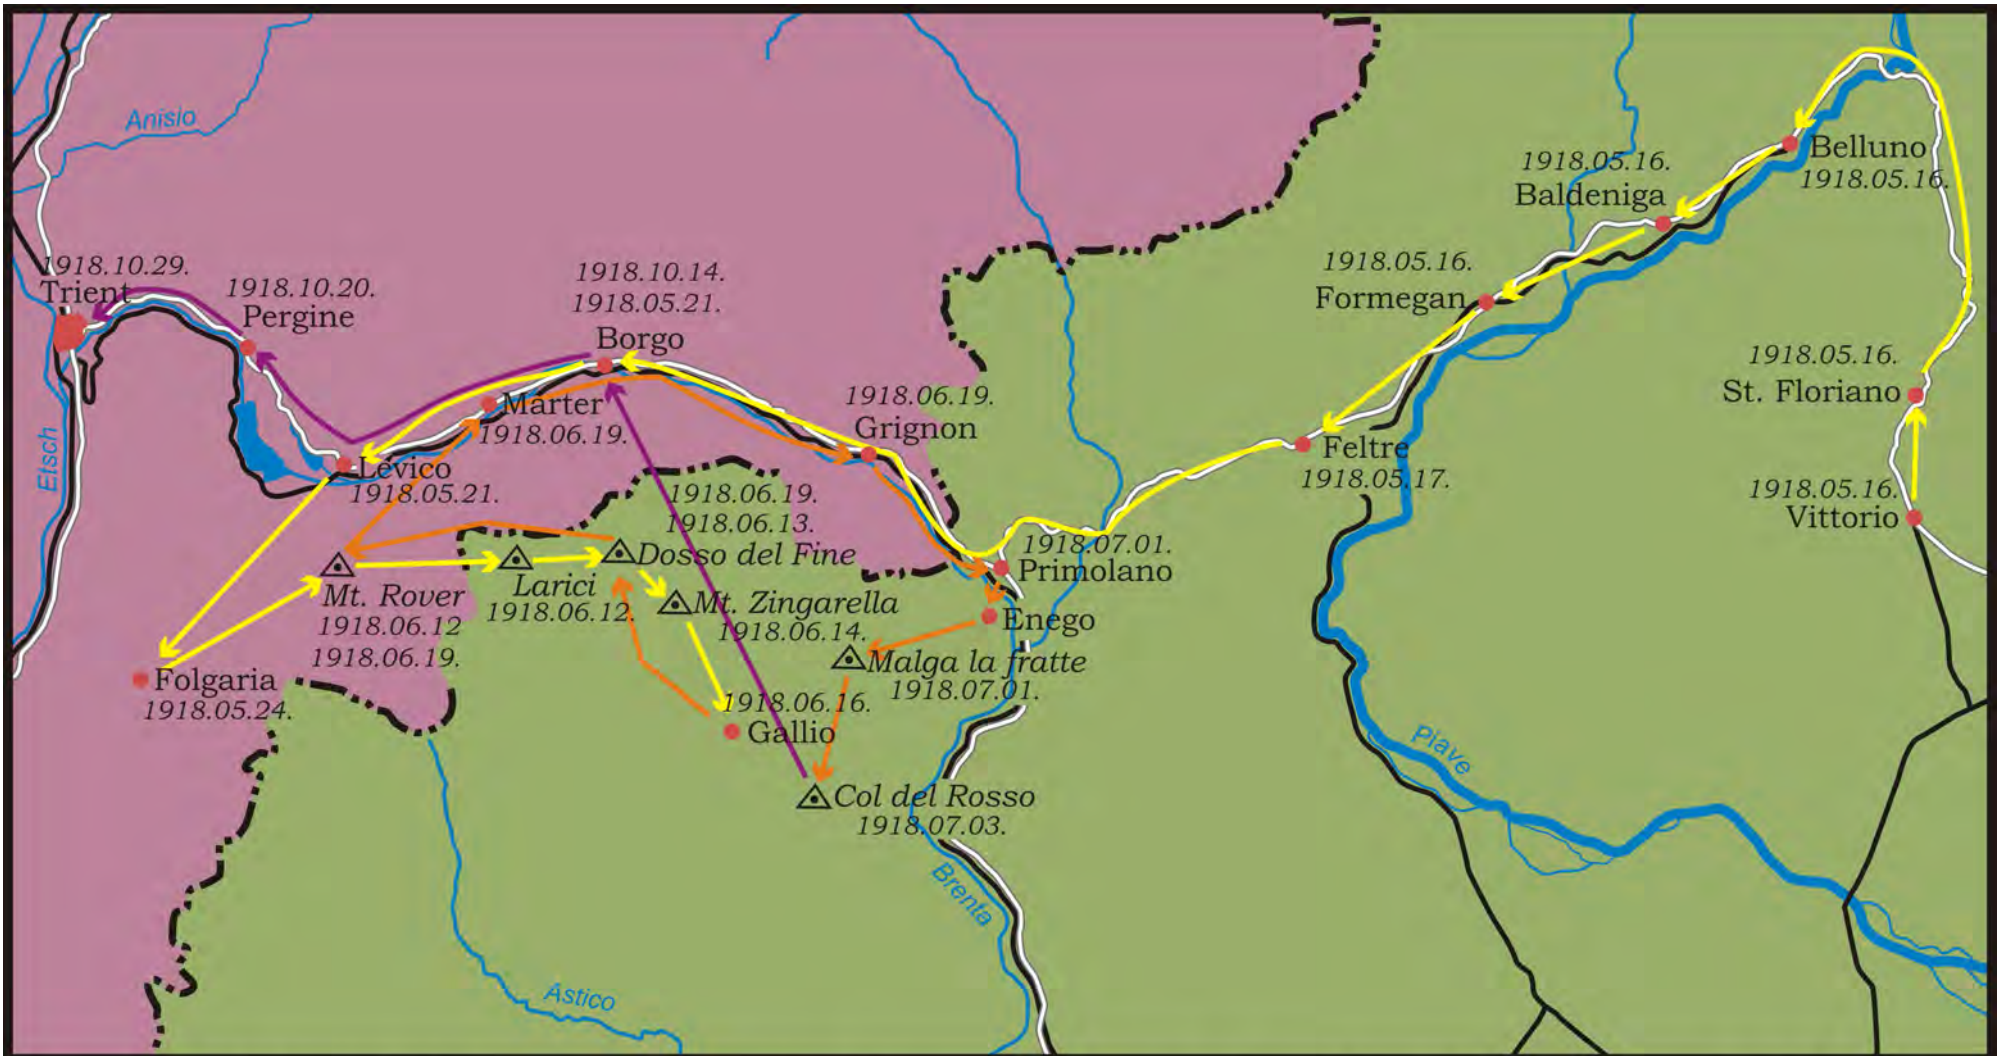 Anisio
Belluno
1918.05.16.
1918.05.16.
Baldeniga
1918.05.16.
Formegan
1918.10.29.
Trient
1918.10.20.
Pergine
1918.10.14.
1918.05.21.
Borgo
1918.05.16.
St. Floriano
1918.06.19.
Grignon
Marter
1918.06.19.
Feltre
1918.05.17.
Etsch
Levico
1918.05.21.
1918.05.16.
Vittorio
1918.06.19.
1918.06.13.
Dosso del Fine
1918.07.01.
Primolano
Larici
1918.06.12.
Mt. Rover
1918.06.12
1918.06.19.
Mt. Zingarella
1918.06.14.
Enego
Malga la fratte
1918.07.01.
Folgaria
1918.05.24.
1918.06.16.
Gallio
Piave
Col del Rosso
1918.07.03.
Brenta
Astico